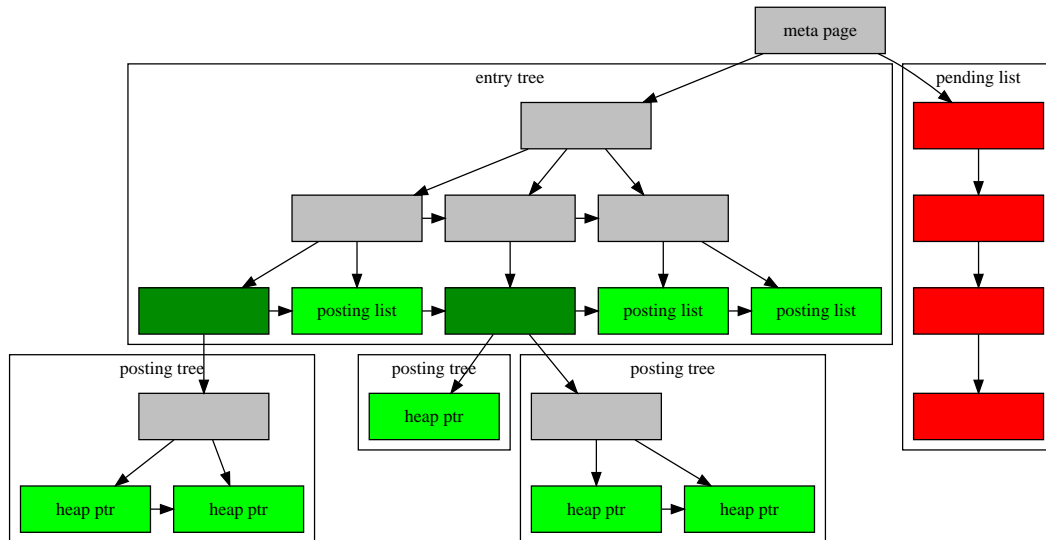 meta page
entry tree
pending list
posting list
posting list
posting list
posting tree
posting tree
posting tree
heap ptr
heap ptr
heap ptr
heap ptr
heap ptr